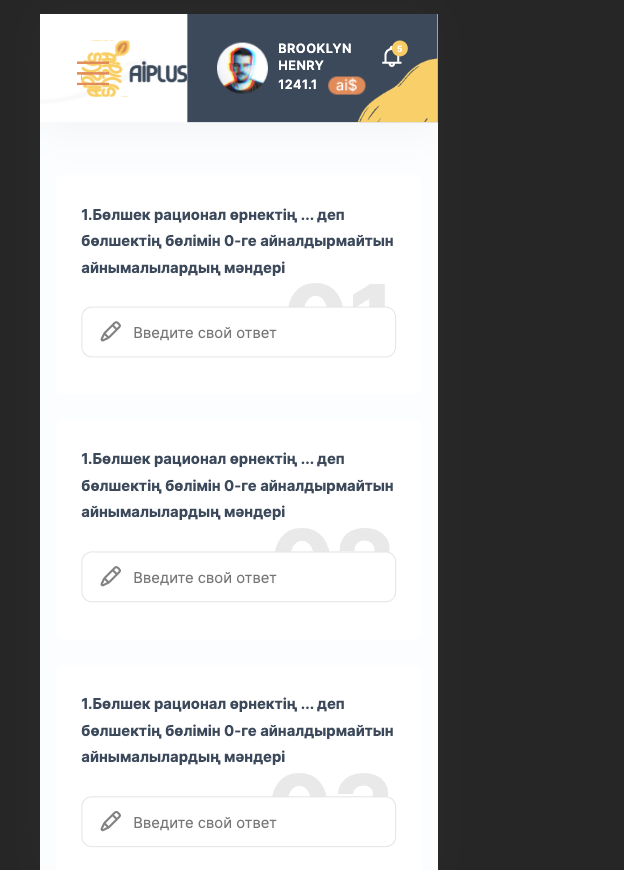 AiPLUS
BROOKLYN
HENRY
1241.1 ai$
6
1.Бөлшек рационал өрнектің ... деп
бөлшектің бөлімін 0-ге айналдырмайтын
айнымалылардың мәндері
01
Введите свой ответ
1.Бөлшек рационал өрнектің ... деп
бөлшектің бөлімін 0-ге айналдырмайтын
айнымалылардың мәндері
02
Введите свой ответ
1.Бөлшек рационал өрнектің ... деп
бөлшектің бөлімін 0-ге айналдырмайтын
айнымалылардың мәндері
03
Введите свой ответ